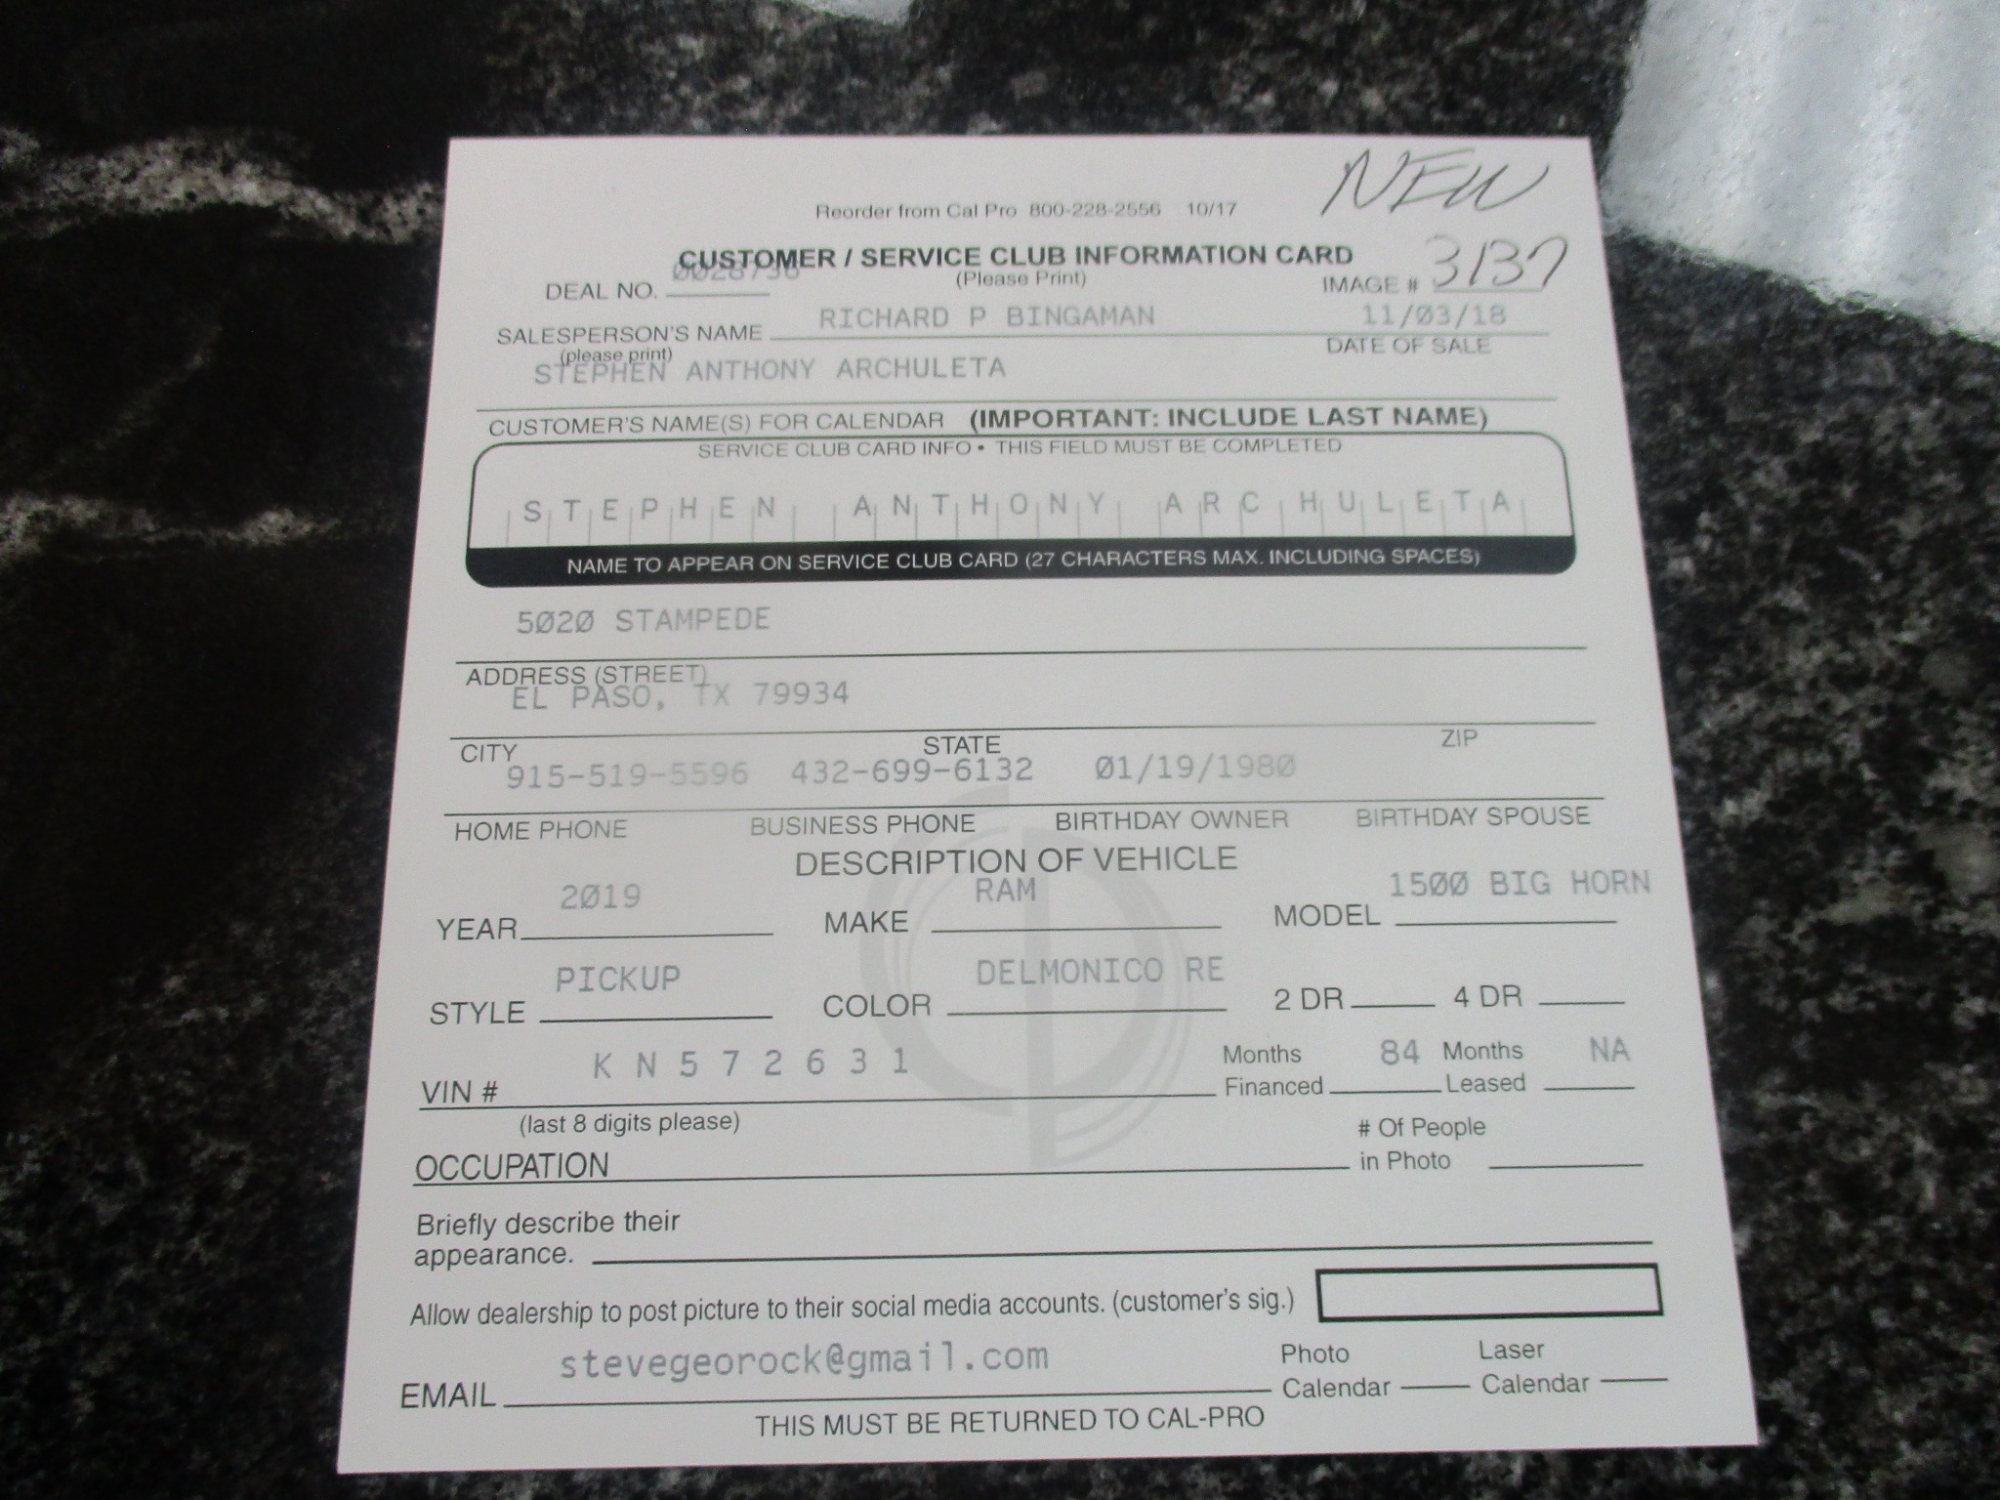 NEW
Reorder from Cal Pro 800-228-2556 10/17
CUSTOMER / SERVICE CLUB INFORMATION CARD
(Please Print)
DEAL NO. 0028736
IMAGE # 3137
SALESPERSON'S NAME RICHARD P BINGAMAN 11/03/18
(please print) DATE OF SALE
STEPHEN ANTHONY ARCHULETA
CUSTOMER'S NAME(S) FOR CALENDAR (IMPORTANT: INCLUDE LAST NAME)
SERVICE CLUB CARD INFO • THIS FIELD MUST BE COMPLETED
STEPHEN ANTHONY ARCHULETA
NAME TO APPEAR ON SERVICE CLUB CARD (27 CHARACTERS MAX. INCLUDING SPACES)
5020 STAMPEDE
ADDRESS (STREET)
EL PASO, TX 79934
CITY STATE ZIP
915-519-5596 432-699-6132 01/19/1980
HOME PHONE BUSINESS PHONE BIRTHDAY OWNER BIRTHDAY SPOUSE
DESCRIPTION OF VEHICLE
YEAR 2019 MAKE RAM MODEL 1500 BIG HORN
STYLE PICKUP COLOR DELMONICO RE 2 DR 4 DR
VIN # K N 5 7 2 6 3 1 Months Financed 84 Months Leased NA
(last 8 digits please)
OCCUPATION # Of People in Photo
Briefly describe their
appearance.
Allow dealership to post picture to their social media accounts. (customer's sig.)
EMAIL stevegeorock@gmail.com Photo Calendar Laser Calendar
THIS MUST BE RETURNED TO CAL-PRO